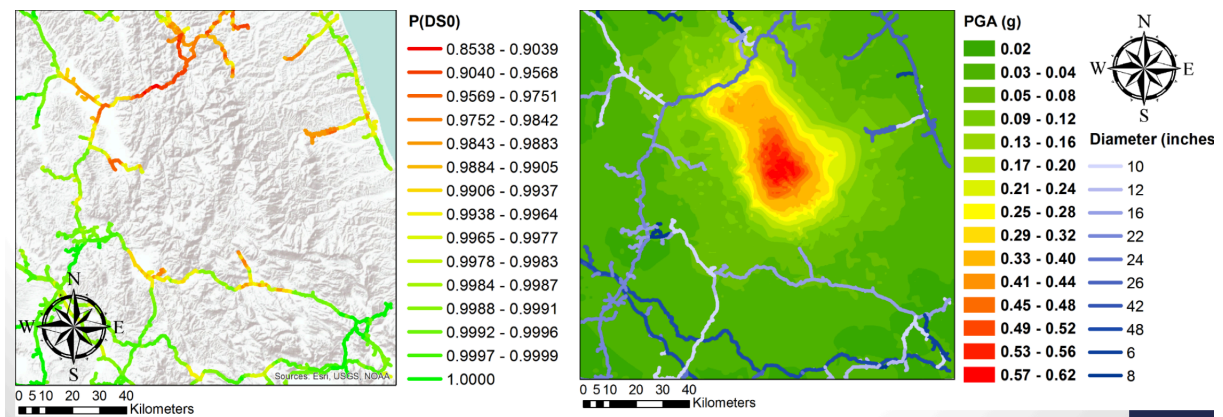 P(DS0)
0.8538 - 0.9039
0.9040 - 0.9568
0.9569 - 0.9751
0.9752 - 0.9842
0.9843 - 0.9883
0.9884 - 0.9905
0.9906 - 0.9937
0.9938 - 0.9964
0.9965 - 0.9977
0.9978 - 0.9983
0.9984 - 0.9987
0.9988 - 0.9991
0.9992 - 0.9996
0.9997 - 0.9999
1.0000
N
W E
S
Sources: Esri, USGS, NOAA
0 5 10 20 30 40
Kilometers
PGA (g)
0.02
0.03 - 0.04
0.05 - 0.08
0.09 - 0.12
0.13 - 0.16
0.17 - 0.20
0.21 - 0.24
0.25 - 0.28
0.29 - 0.32
0.33 - 0.40
0.41 - 0.44
0.45 - 0.48
0.49 - 0.52
0.53 - 0.56
0.57 - 0.62
N
W E
S
Diameter (inches
10
12
16
22
24
26
42
48
6
8
0 5 10 20 30 40
Kilometers